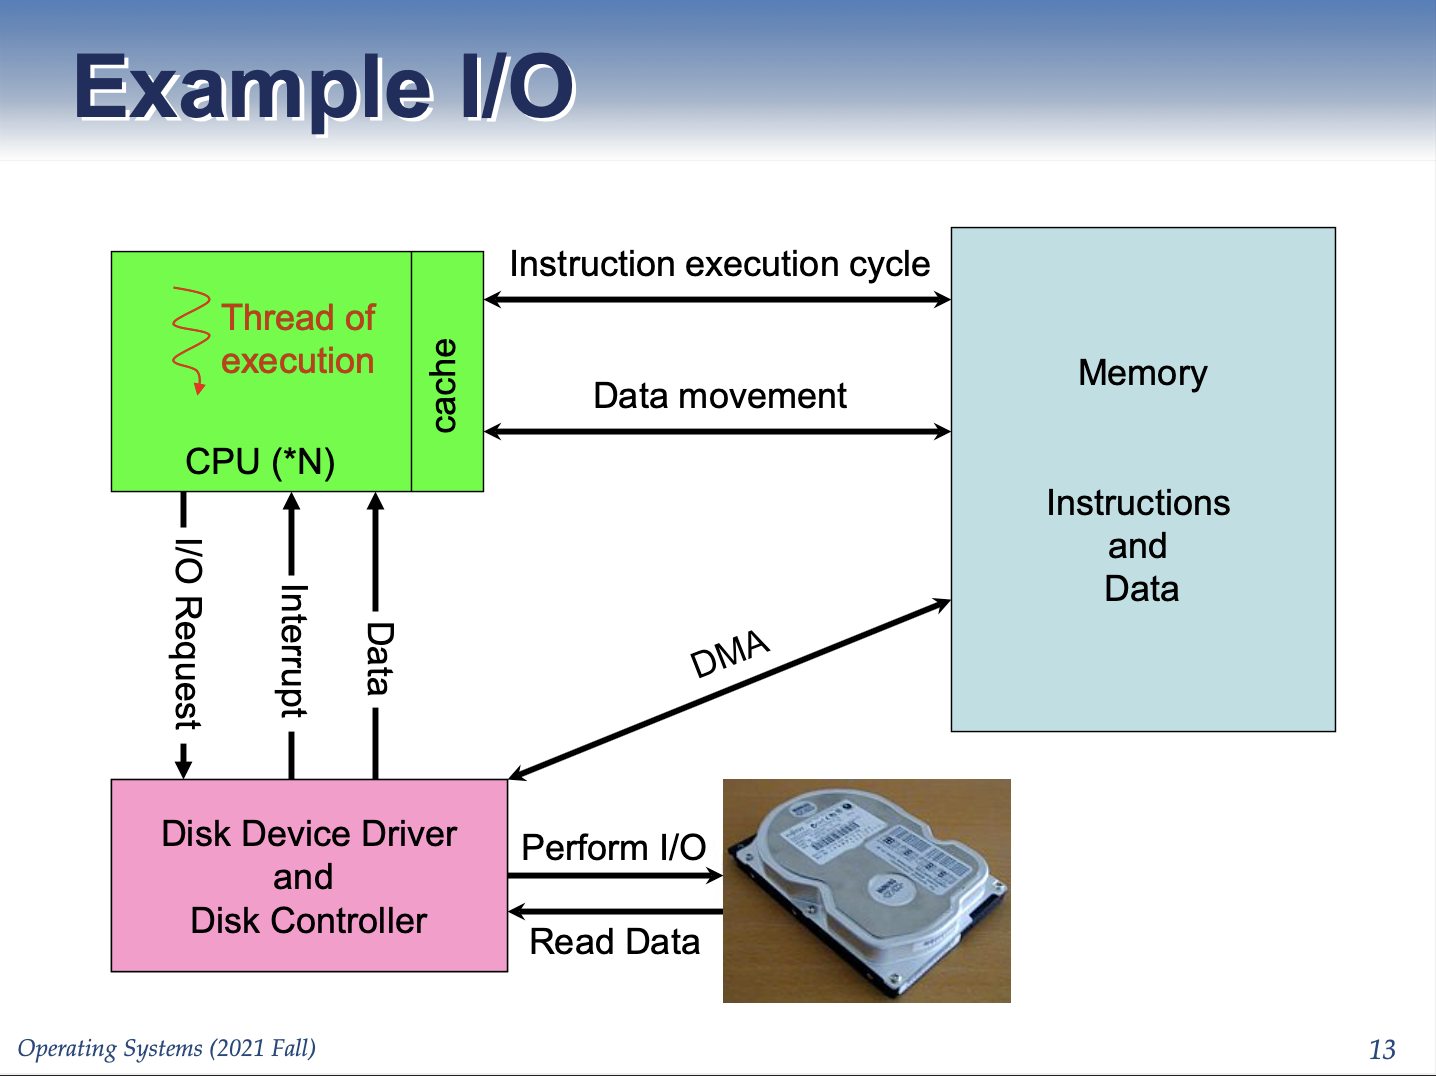 Example I/O
Instruction execution cycle
Thread of
execution
cache
Data movement
Memory
CPU (*N)
Instructions
and
Data
I/O Request
Interrupt
Data
DMA
Disk Device Driver
and
Disk Controller
Perform I/O
Read Data
Operating Systems (2021 Fall)
13